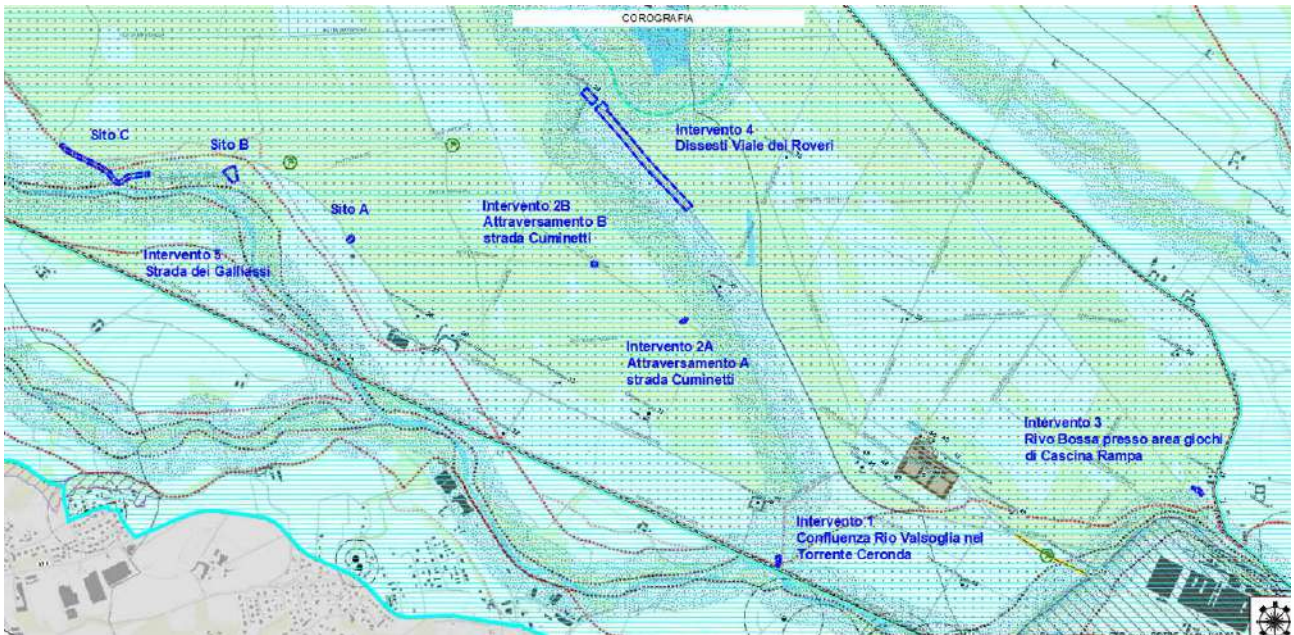 COROGRAFIA
Sito C
Sito B
Sito A
Intervento 4
Dissesti Viale dei Roveri
Intervento 2B
Attraversamento B
strada Cuminetti
Intervento 5
Strada dei Galliassi
Intervento 2A
Attraversamento A
strada Cuminetti
Intervento 3
Rivo Bossa presso area giochi
di Cascina Rampa
Intervento 1
Confluenza Rio Valsoglia nel
Torrente Ceronda